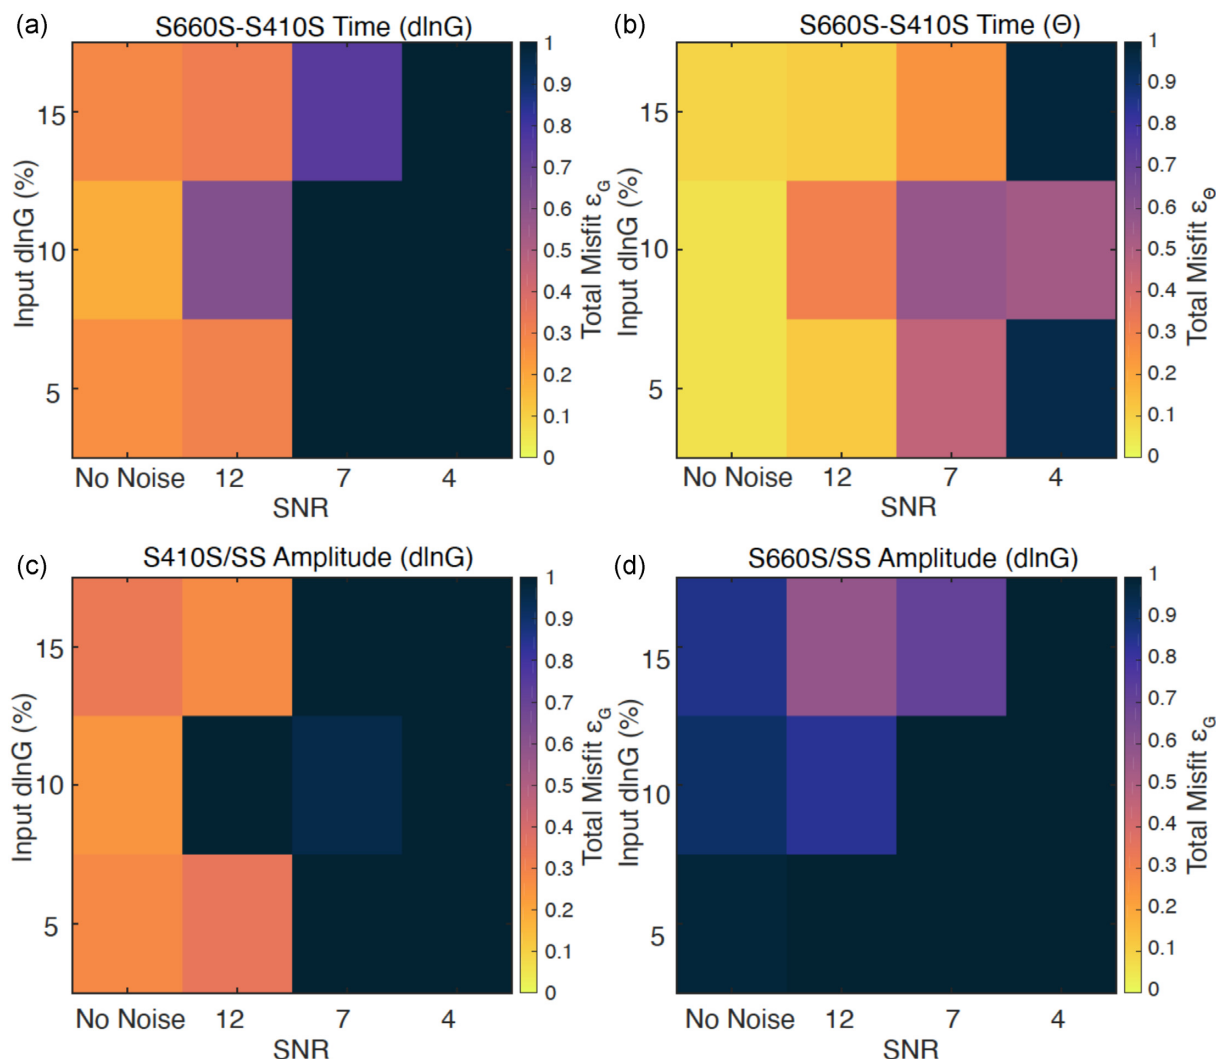 (a)
S660S-S410S Time (dlnG)
Input dlnG (%)
15
10
5
No Noise 12 7 4
SNR
1
0.9
0.8
0.7
0.6
0.5
0.4
0.3
0.2
0.1
0
Total Misfit ε_G
(b)
S660S-S410S Time (Θ)
Input dlnG (%)
15
10
5
No Noise 12 7 4
SNR
1
0.9
0.8
0.7
0.6
0.5
0.4
0.3
0.2
0.1
0
Total Misfit ε_Θ
(c)
S410S/SS Amplitude (dlnG)
Input dlnG (%)
15
10
5
No Noise 12 7 4
SNR
1
0.9
0.8
0.7
0.6
0.5
0.4
0.3
0.2
0.1
0
Total Misfit ε_G
(d)
S660S/SS Amplitude (dlnG)
Input dlnG (%)
15
10
5
No Noise 12 7 4
SNR
1
0.9
0.8
0.7
0.6
0.5
0.4
0.3
0.2
0.1
0
Total Misfit ε_G